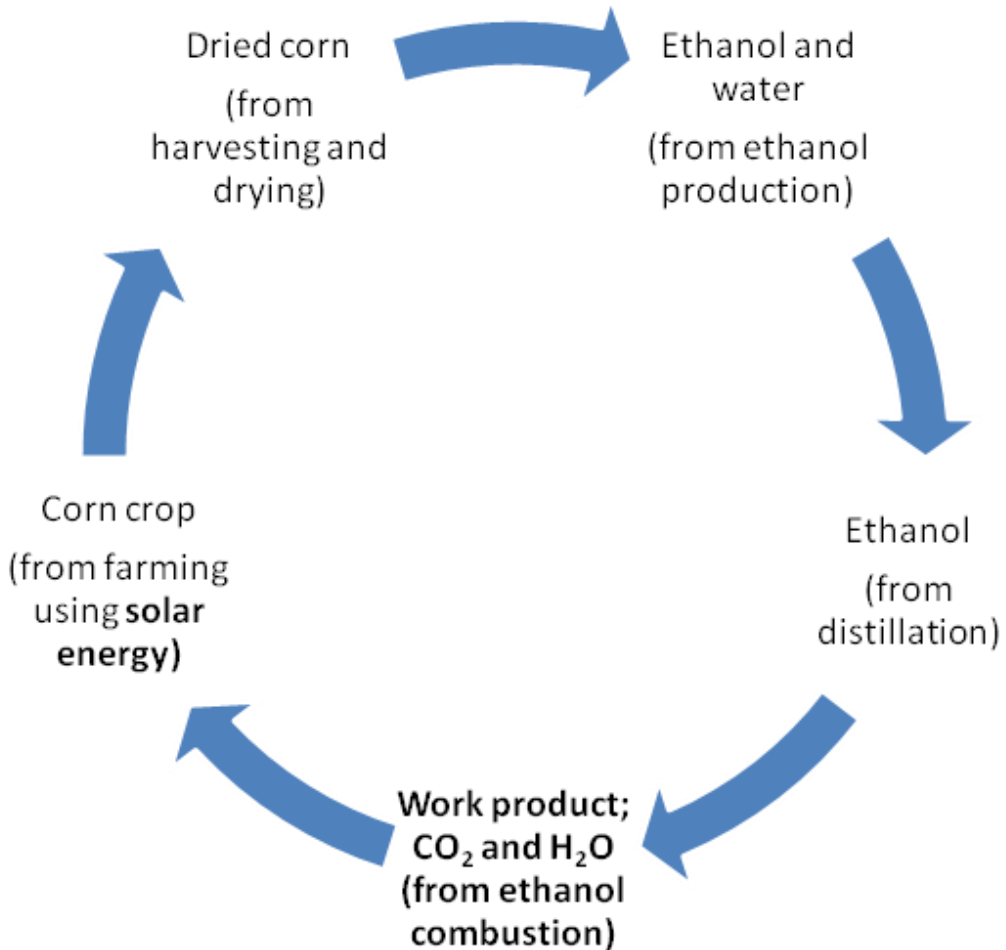 Dried corn
(from
harvesting and
drying)
Ethanol and
water
(from ethanol
production)
Ethanol
(from
distillation)
Work product;
CO₂ and H₂O
(from ethanol
combustion)
Corn crop
(from farming
using solar
energy)